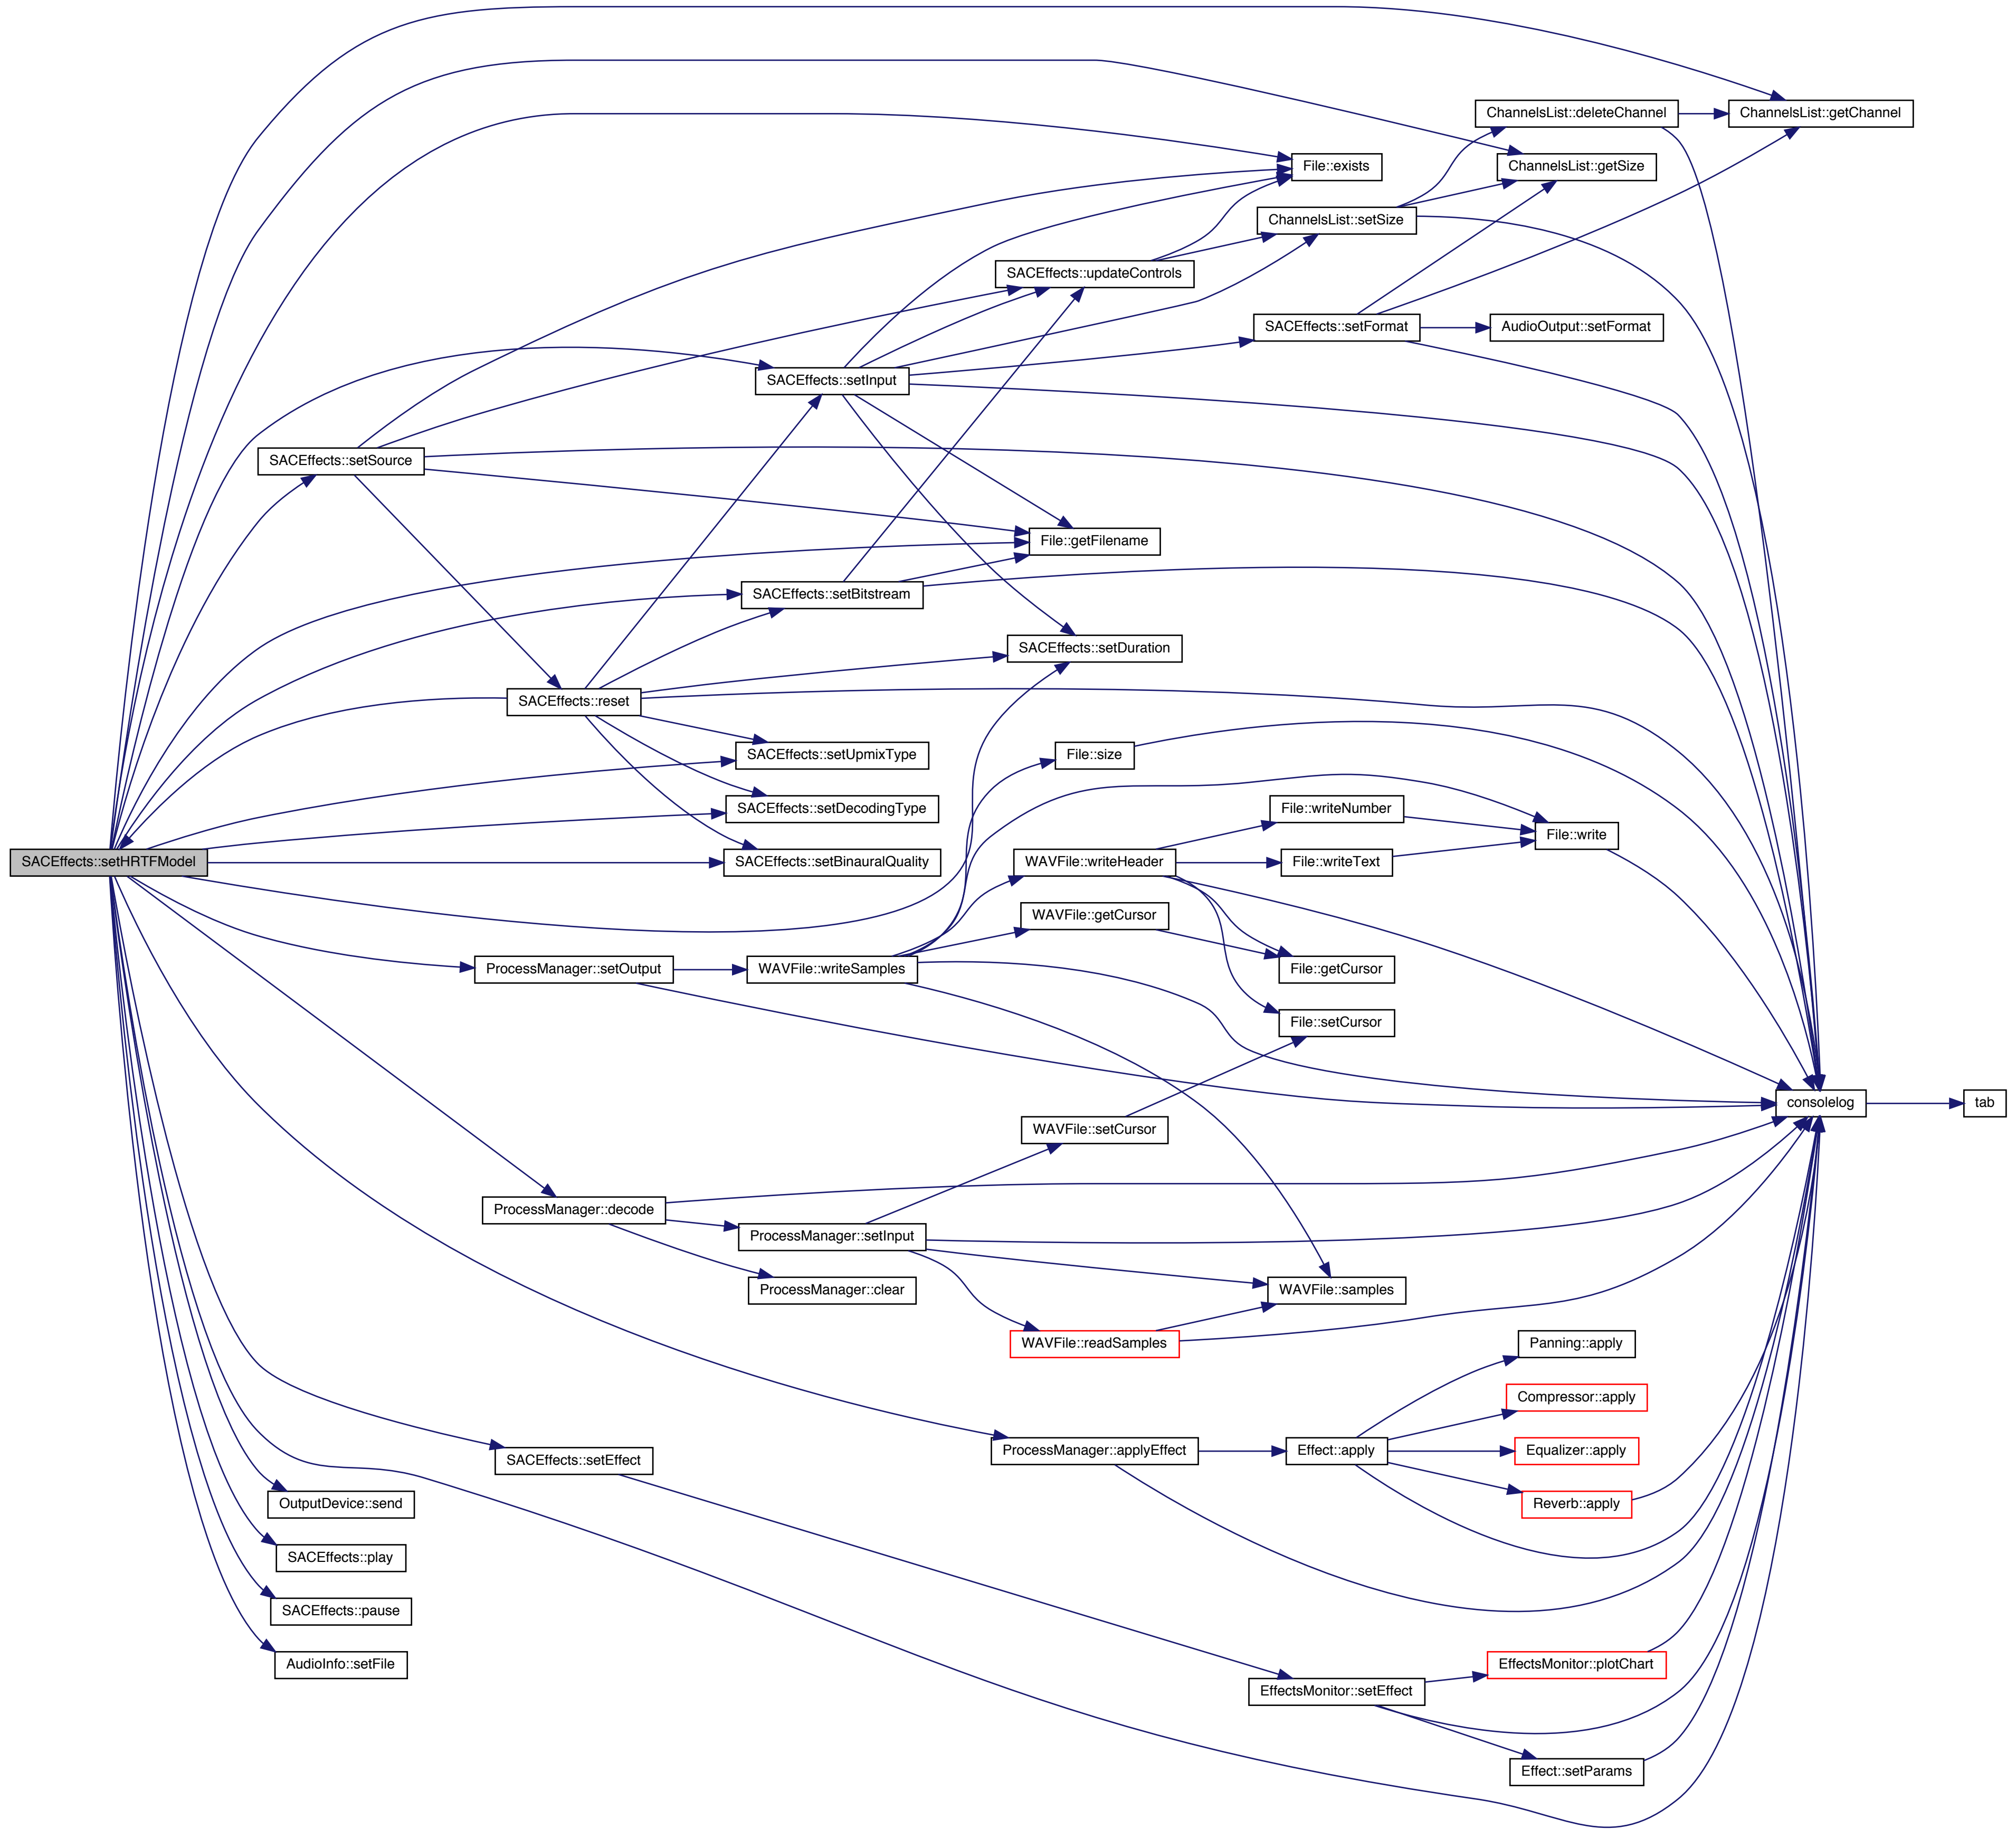 ChannelsList::deleteChannel
ChannelsList::getChannel
File::exists
ChannelsList::getSize
ChannelsList::setSize
SACEffects::updateControls
SACEffects::setFormat
AudioOutput::setFormat
SACEffects::setInput
SACEffects::setSource
File::getFilename
SACEffects::setBitstream
SACEffects::setDuration
SACEffects::reset
SACEffects::setUpmixType
File::size
SACEffects::setDecodingType
File::writeNumber
File::write
SACEffects::setHRTFModel
SACEffects::setBinauralQuality
WAVFile::writeHeader
File::writeText
WAVFile::getCursor
ProcessManager::setOutput
WAVFile::writeSamples
File::getCursor
File::setCursor
consolelog
tab
WAVFile::setCursor
ProcessManager::decode
ProcessManager::setInput
ProcessManager::clear
WAVFile::samples
WAVFile::readSamples
Panning::apply
Compressor::apply
ProcessManager::applyEffect
Effect::apply
Equalizer::apply
SACEffects::setEffect
OutputDevice::send
Reverb::apply
SACEffects::play
SACEffects::pause
AudioInfo::setFile
EffectsMonitor::plotChart
EffectsMonitor::setEffect
Effect::setParams